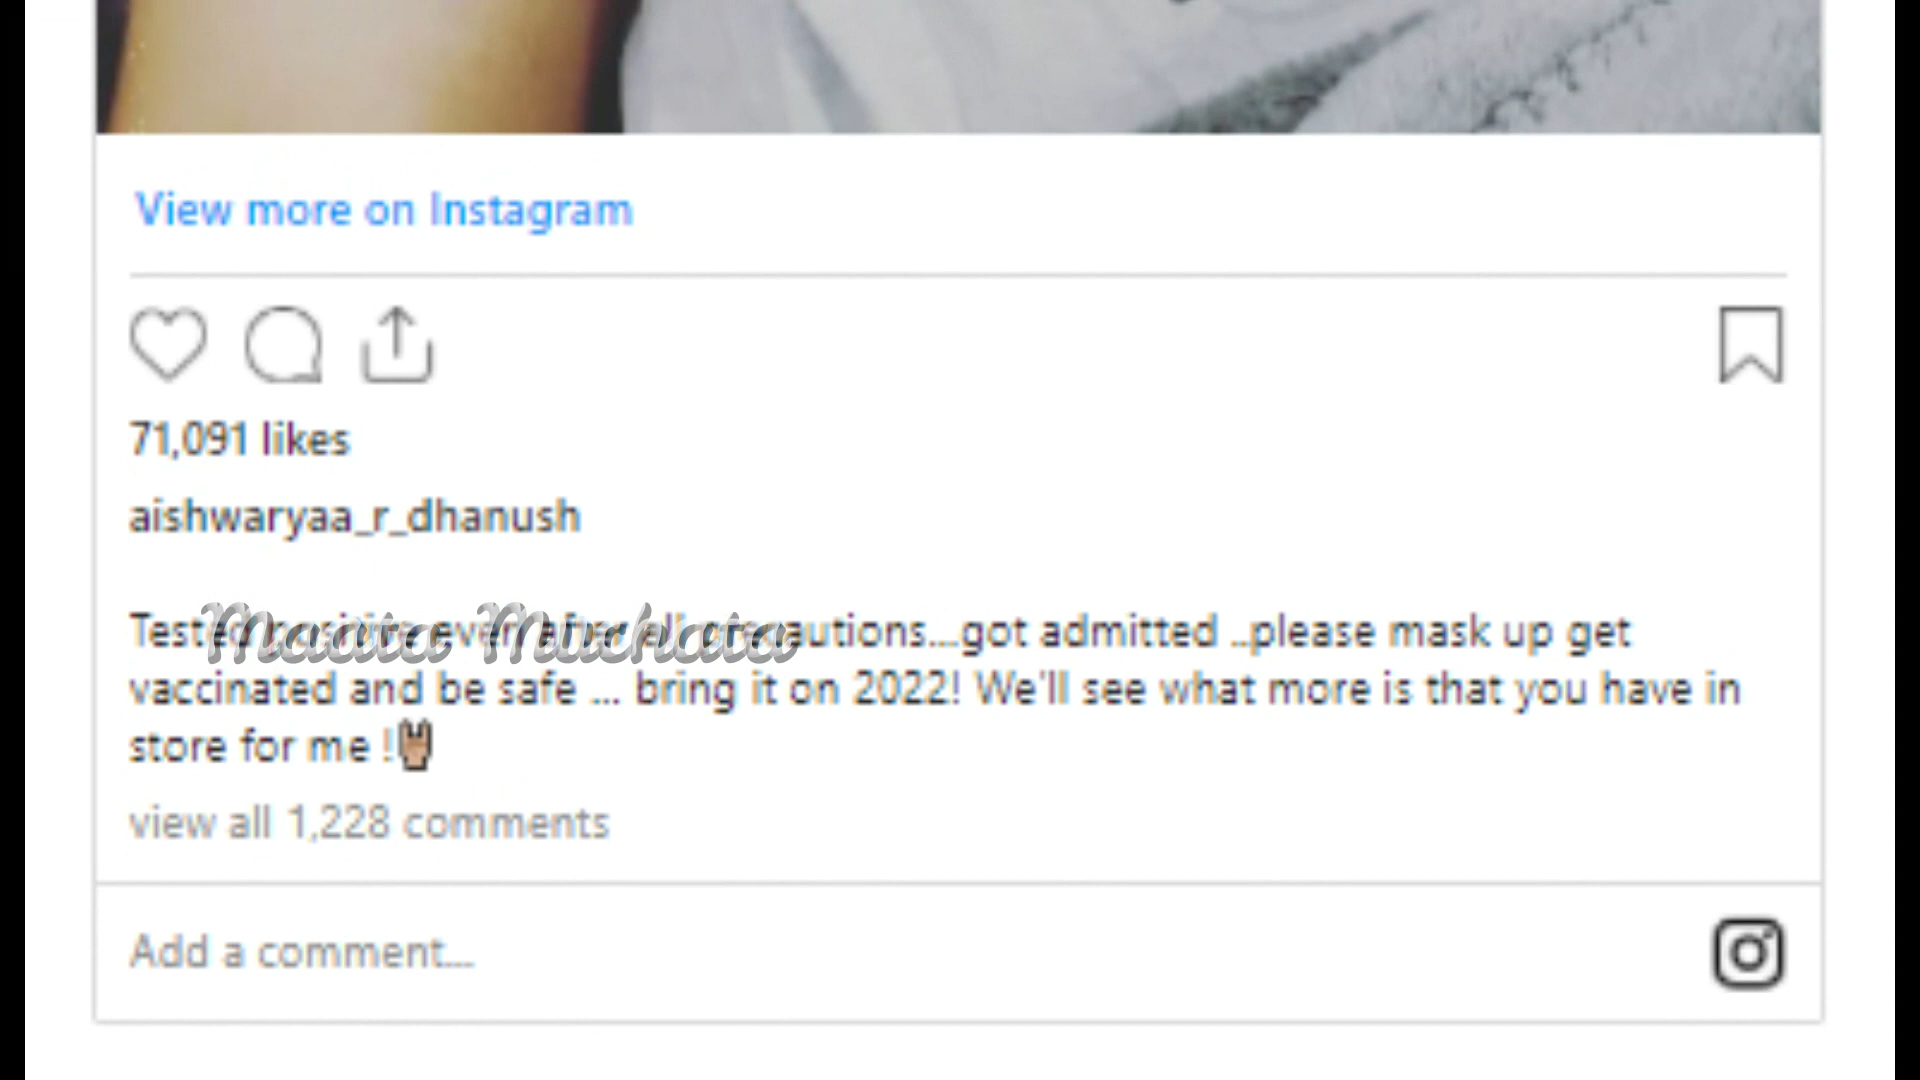 View more on Instagram
71,091 likes
aishwaryaa_r_dhanush
Tested positive even after all precautions...got admitted ..please mask up get
vaccinated and be safe ... bring it on 2022! We'll see what more is that you have in
store for me !🤘🏽
view all 1,228 comments
Add a comment...